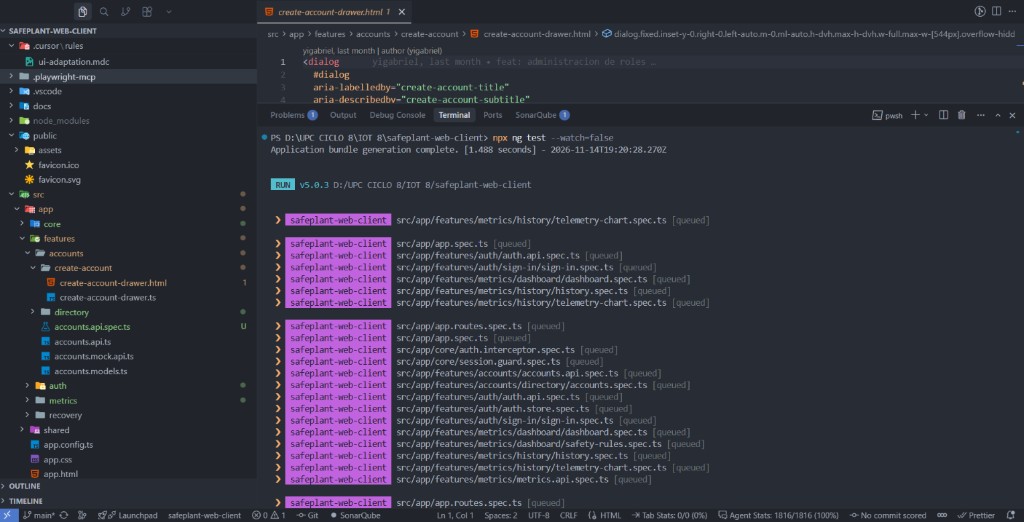 create-account-drawer.html 1
SAFEPLANT-WEB-CLIENT
.cursor\ rules
ui-adaptation.mdc
.playwright-mcp
.vscode
docs
node_modules
public
assets
favicon.ico
favicon.svg
src
app
core
features
accounts
create-account
create-account-drawer.html 1
create-account-drawer.ts
directory
accounts.api.spec.ts U
accounts.api.ts
accounts.mock.api.ts
accounts.models.ts
auth
metrics
recovery
shared
app.config.ts
app.css
app.html
OUTLINE
TIMELINE
src > app > features > accounts > create-account > create-account-drawer.html > dialog.fixed.inset-y-0.right-0.left-auto.m-0.ml-auto.h-dvh.max-h-dvh.w-full.max-w-[544px].overflow-hidd
yigabriel, last month | author (yigabriel)
1 <dialog yigabriel, last month • feat: administracion de roles …
2 #dialog
3 aria-labelledby="create-account-title"
4 aria-describedby="create-account-subtitle"
Problems 1 Output Debug Console Terminal Ports SonarQube 1 pwsh
PS D:\UPC CICLO 8\IOT 8\safeplant-web-client> npx ng test --watch=false
Application bundle generation complete. [1.488 seconds] - 2026-11-14T19:20:28.270Z
RUN v5.0.3 D:/UPC CICLO 8/IOT 8/safeplant-web-client
❯ safeplant-web-client src/app/features/metrics/history/telemetry-chart.spec.ts [queued]
❯ safeplant-web-client src/app/app.spec.ts [queued]
❯ safeplant-web-client src/app/features/auth/auth.api.spec.ts [queued]
❯ safeplant-web-client src/app/features/auth/sign-in/sign-in.spec.ts [queued]
❯ safeplant-web-client src/app/features/metrics/dashboard/dashboard.spec.ts [queued]
❯ safeplant-web-client src/app/features/metrics/history/history.spec.ts [queued]
❯ safeplant-web-client src/app/features/metrics/history/telemetry-chart.spec.ts [queued]
❯ safeplant-web-client src/app/app.routes.spec.ts [queued]
❯ safeplant-web-client src/app/app.spec.ts [queued]
❯ safeplant-web-client src/app/core/auth.interceptor.spec.ts [queued]
❯ safeplant-web-client src/app/core/session.guard.spec.ts [queued]
❯ safeplant-web-client src/app/features/accounts/accounts.api.spec.ts [queued]
❯ safeplant-web-client src/app/features/accounts/directory/accounts.spec.ts [queued]
❯ safeplant-web-client src/app/features/auth/auth.api.spec.ts [queued]
❯ safeplant-web-client src/app/features/auth/auth.store.spec.ts [queued]
❯ safeplant-web-client src/app/features/auth/sign-in/sign-in.spec.ts [queued]
❯ safeplant-web-client src/app/features/metrics/dashboard/dashboard.spec.ts [queued]
❯ safeplant-web-client src/app/features/metrics/dashboard/safety-rules.spec.ts [queued]
❯ safeplant-web-client src/app/features/metrics/history/history.spec.ts [queued]
❯ safeplant-web-client src/app/features/metrics/history/telemetry-chart.spec.ts [queued]
❯ safeplant-web-client src/app/features/metrics/metrics.api.spec.ts [queued]
❯ safeplant-web-client src/app/app.routes.spec.ts [queued]
main* Launchpad safeplant-web-client 0 1 Git SonarQube Ln 1, Col 1 Spaces: 2 UTF-8 CRLF HTML Tab Stats: 0/0 (0%) Agent Stats: 1816/1816 (100%) No commit scored Prettier